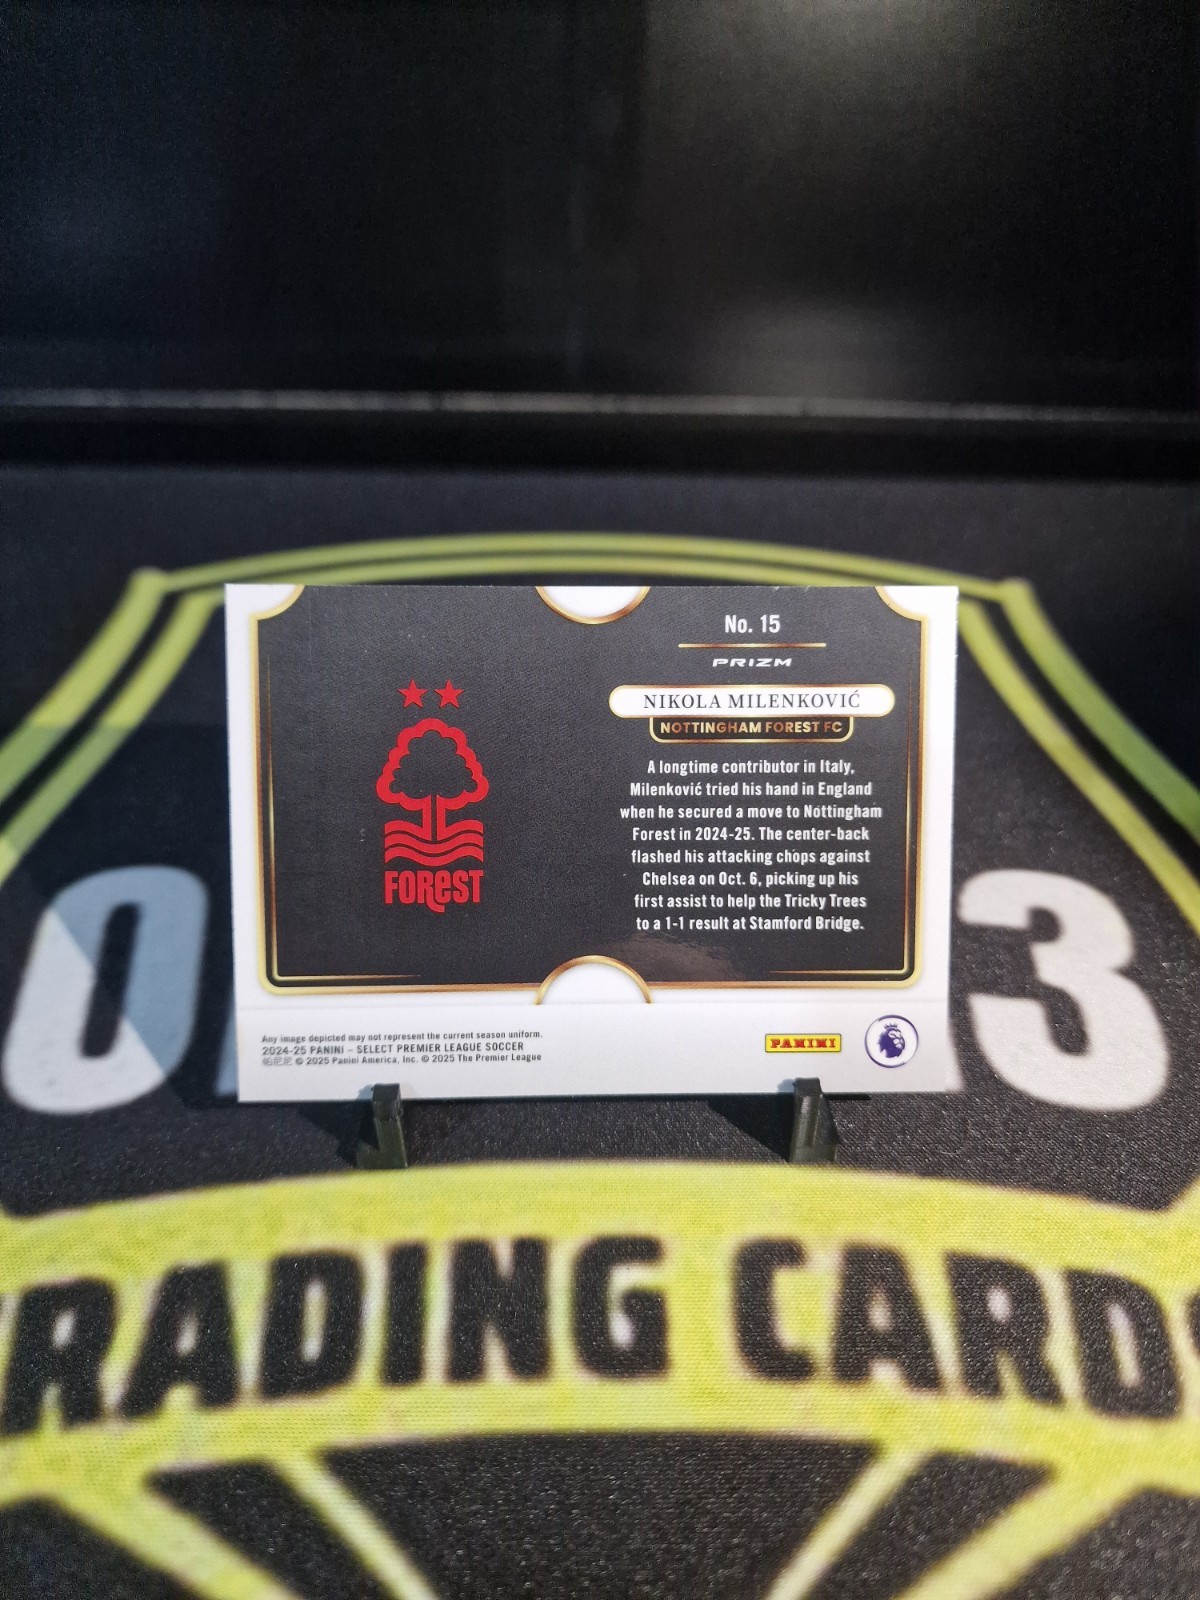 No. 15
PRIZM
NIKOLA MILENKOVIĆ
NOTTINGHAM FOREST FC
A longtime contributor in Italy,
Milenković tried his hand in England
when he secured a move to Nottingham
Forest in 2024-25. The center-back
flashed his attacking chops against
Chelsea on Oct. 6, picking up his
first assist to help the Tricky Trees
to a 1-1 result at Stamford Bridge.
FOREST
Any image depicted may not represent the current season uniform.
2024-25 PANINI – SELECT PREMIER LEAGUE SOCCER
© 2025 Panini America, Inc. © 2025 The Premier League
PANINI
0 3
TRADING CARDS